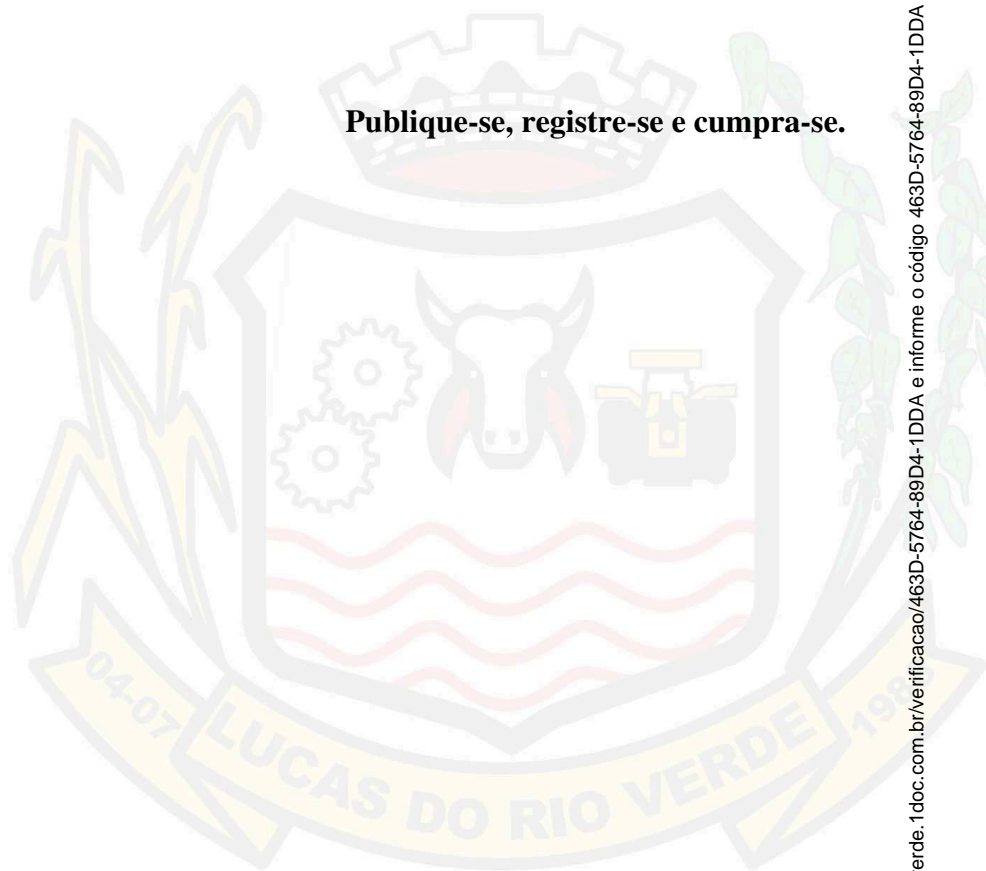 Publique-se, registre-se e cumpra-se.
erde.1doc.com.br/verificacao/463D-5764-89D4-1DDA e informe o código 463D-5764-89D4-1DDA
04-07
LUCAS DO RIO VERDE
1988